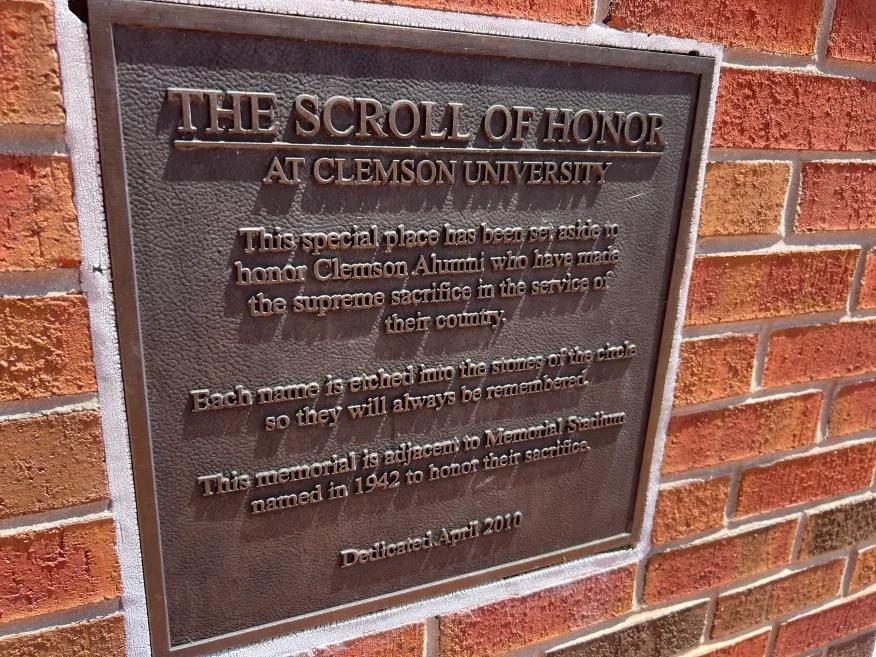 THE SCROLL OF HONOR
AT CLEMSON UNIVERSITY
This special place has been set aside to
honor Clemson Alumni who have made
the supreme sacrifice in the service of
their country.
Each name is etched into the stones of the circle
so they will always be remembered.
This memorial is adjacent to Memorial Stadium
named in 1942 to honor their sacrifice.
Dedicated April 2010